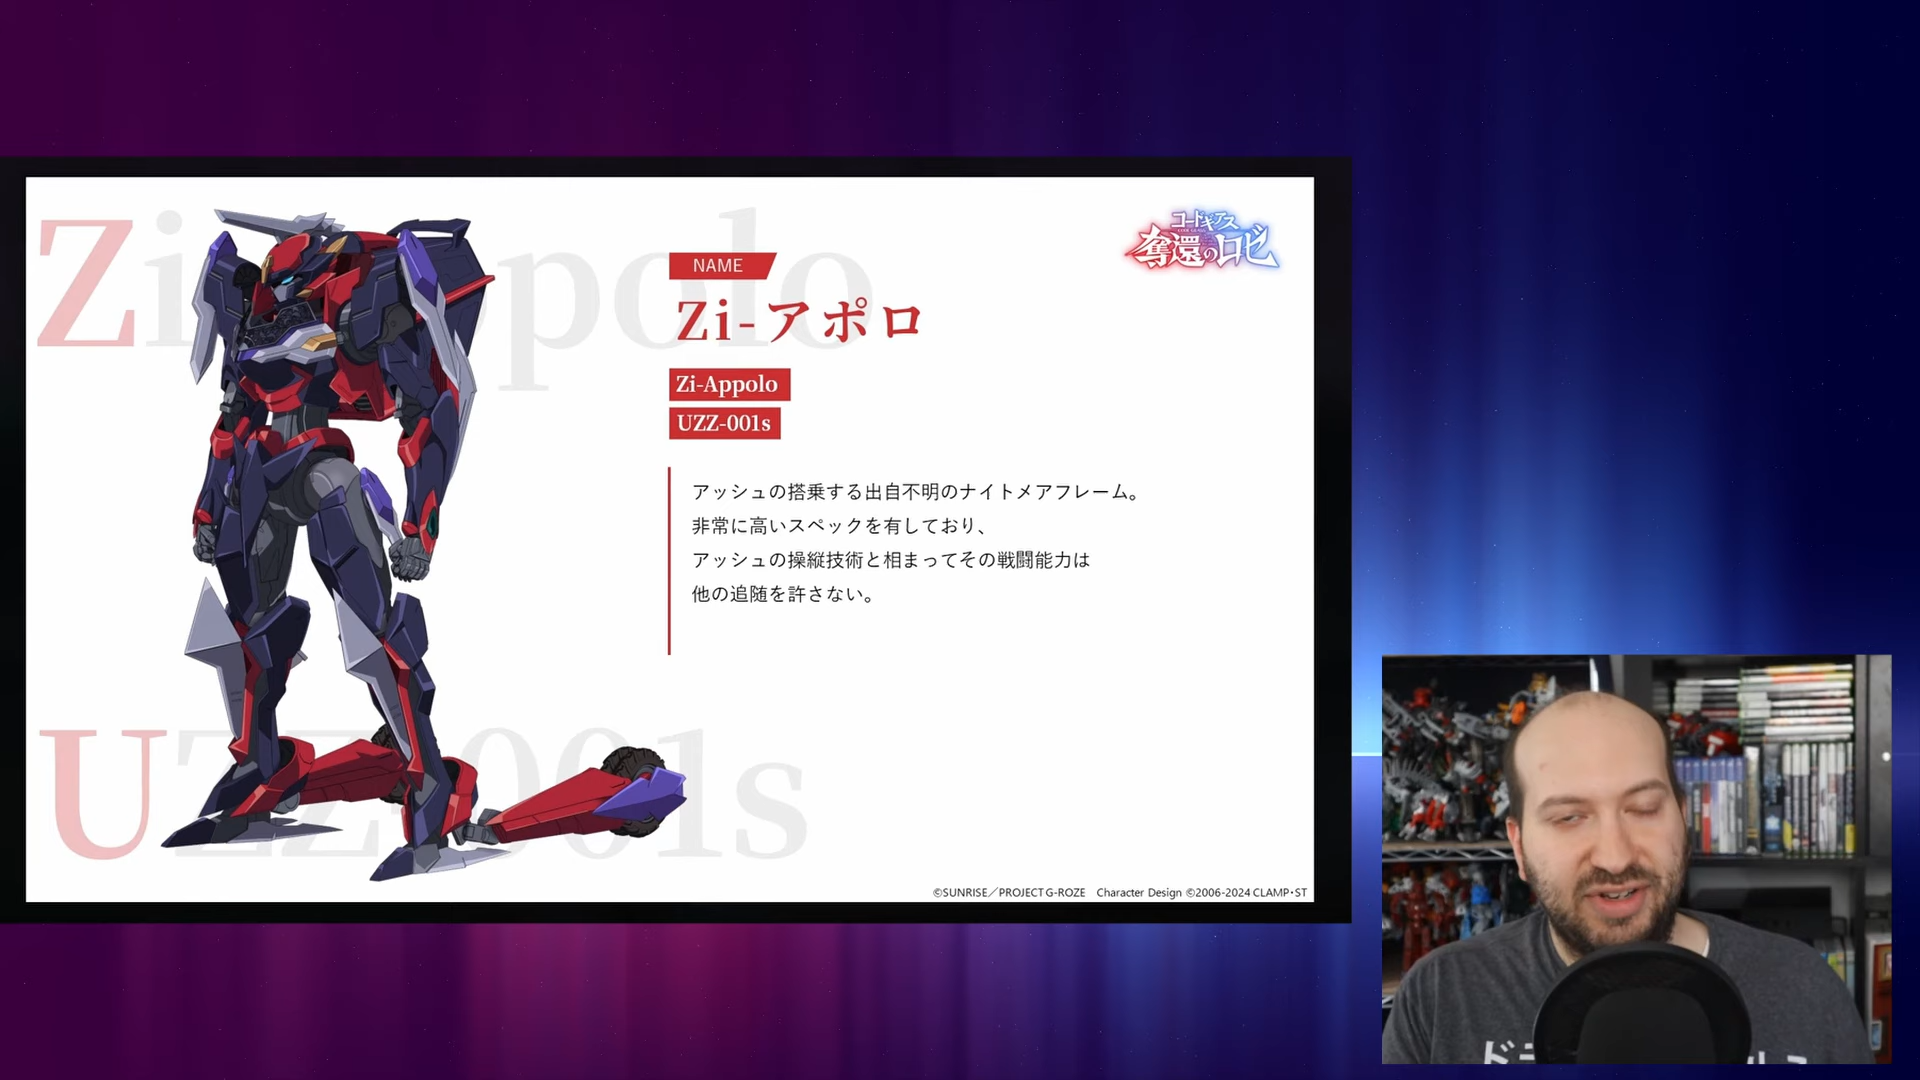 Zi-Appolo
コードギアス
奪還のロゼ
NAME
Zi-アポロ
Zi-Appolo
UZZ-001s
アッシュの搭乗する出自不明のナイトメアフレーム。
非常に高いスペックを有しており、
アッシュの操縦技術と相まってその戦闘能力は
他の追随を許さない。
UZZ-001s
©SUNRISE／PROJECT G-ROZE Character Design ©2006-2024 CLAMP・ST